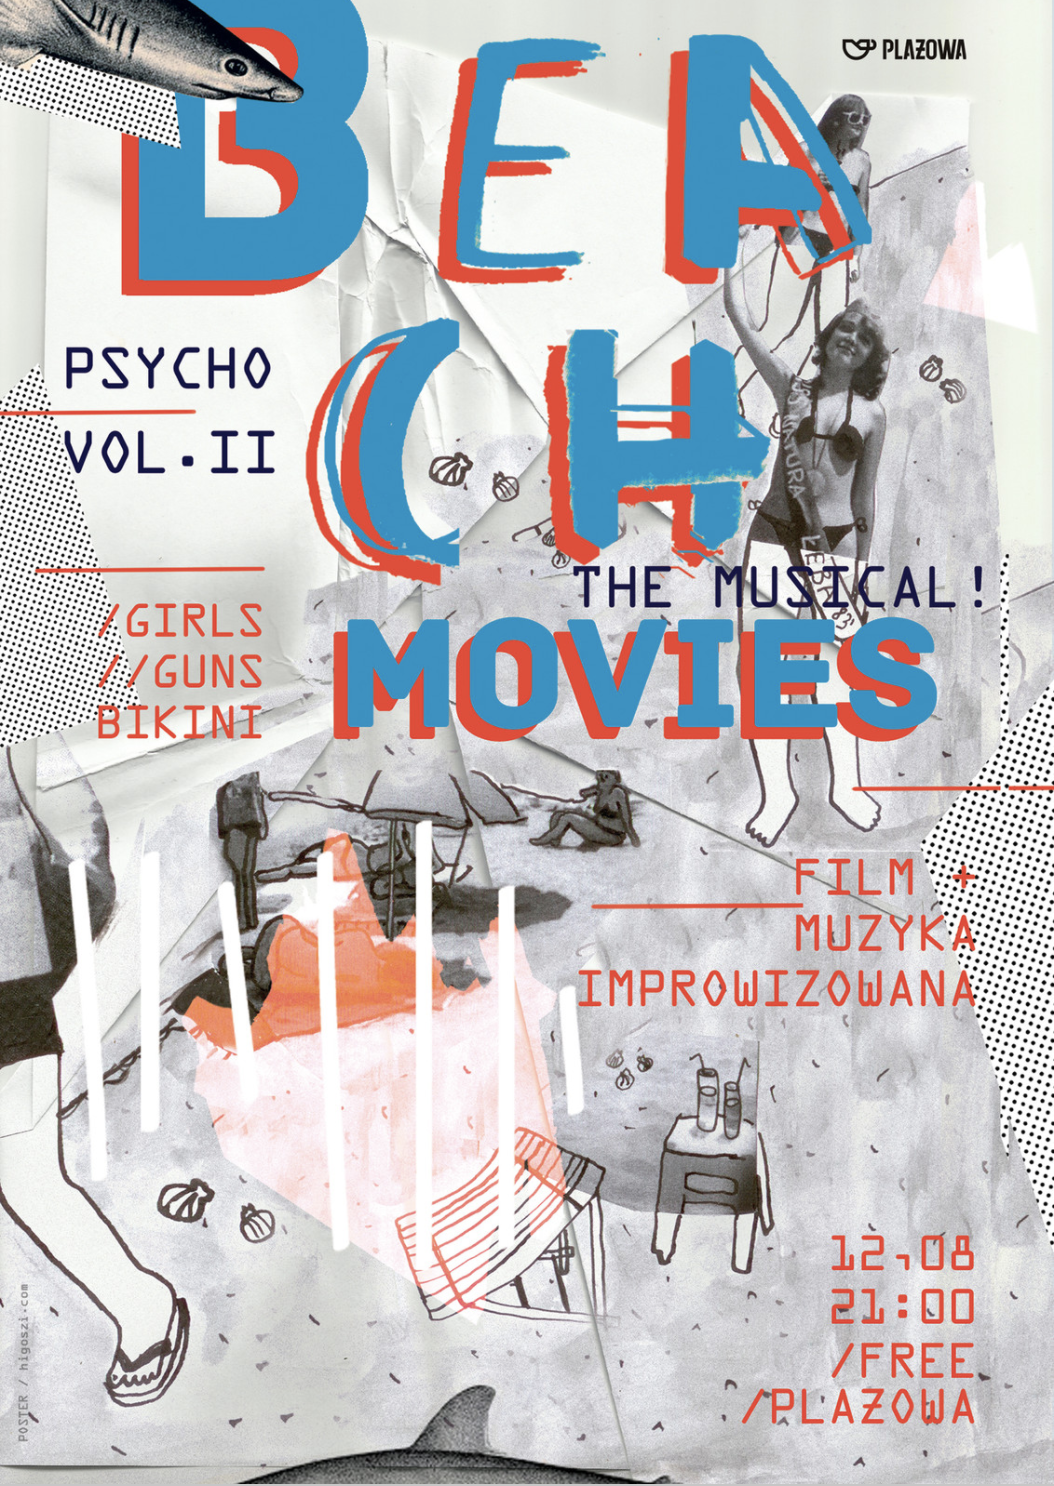 PLAŻOWA
BEA
CH
PSYCHO
VOL.II
THE MUSICAL!
MOVIES
/GIRLS
//GUNS
BIKINI
FILM +
MUZYKA
IMPROWIZOWANA
12,08
21:00
/FREE
/PLAŻOWA
POSTER / higoszi.com